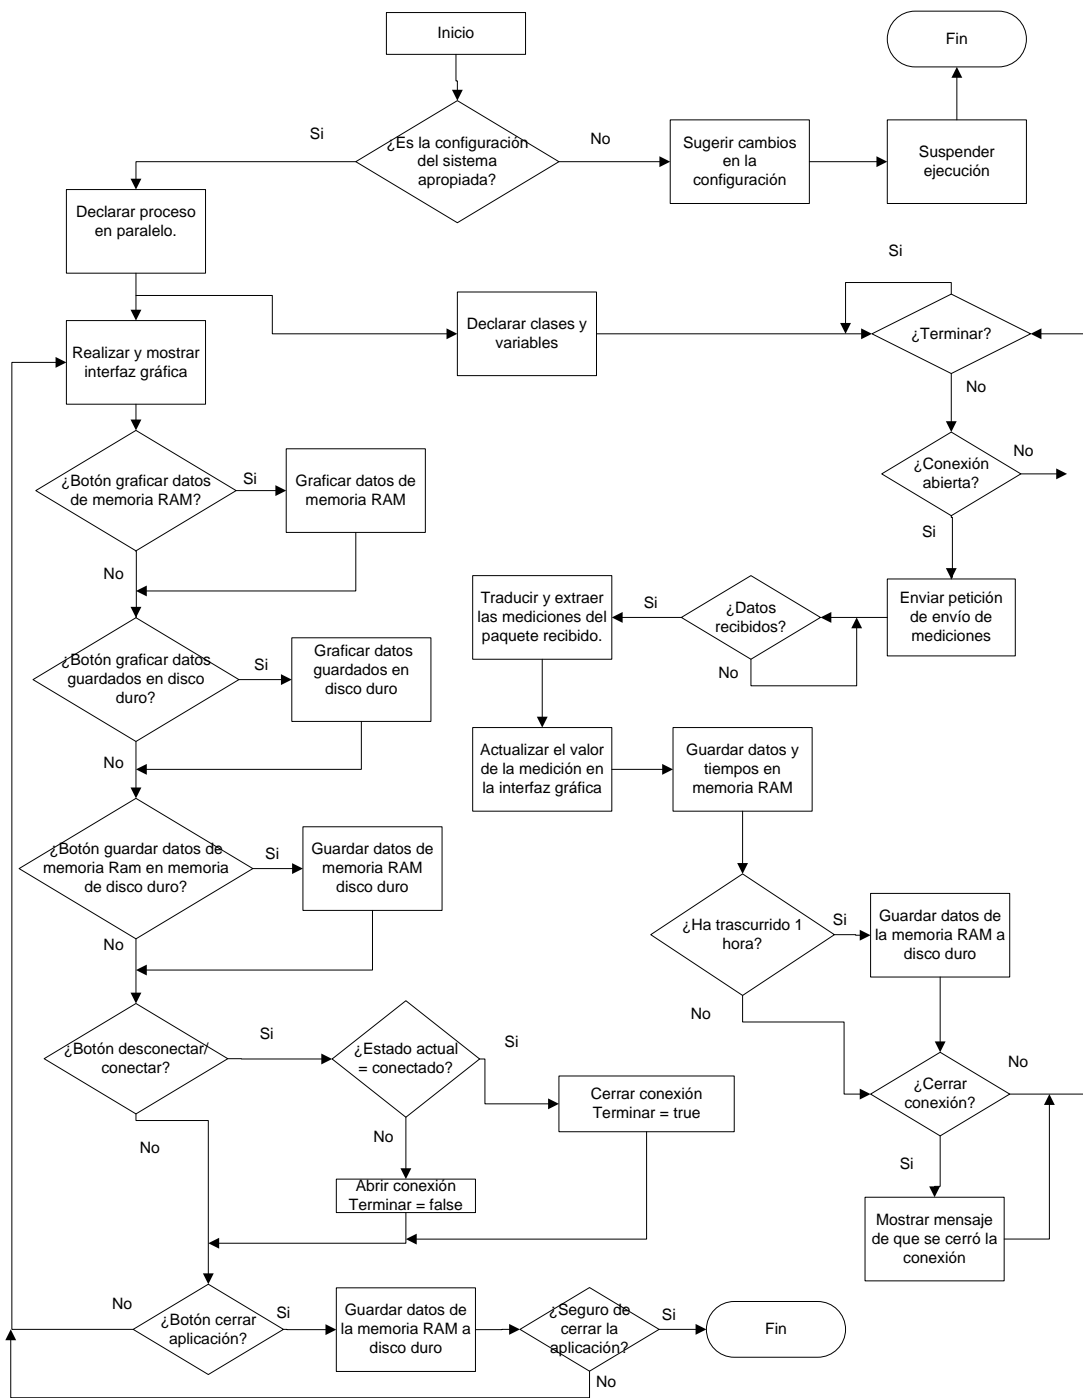 Inicio
Fin
Si
¿Es la configuración
del sistema
apropiada?
No
Sugerir cambios
en la
configuración
Suspender
ejecución
Declarar proceso
en paralelo.
Si
Declarar clases y
variables
¿Terminar?
Realizar y mostrar
interfaz gráfica
No
¿Botón graficar datos
de memoria RAM?
Si
Graficar datos de
memoria RAM
¿Conexión
abierta?
No
Si
No
Traducir y extraer
las mediciones del
paquete recibido.
Si
¿Datos
recibidos?
No
Enviar petición
de envío de
mediciones
¿Botón graficar datos
guardados en disco
duro?
Si
Graficar datos
guardados en
disco duro
No
Actualizar el valor
de la medición en
la interfaz gráfica
Guardar datos y
tiempos en
memoria RAM
¿Botón guardar datos de
memoria Ram en memoria
de disco duro?
Si
Guardar datos de
memoria RAM
disco duro
No
¿Ha trascurrido 1
hora?
Si
Guardar datos de
la memoria RAM a
disco duro
No
¿Botón desconectar/
conectar?
Si
¿Estado actual
= conectado?
Si
Cerrar conexión
Terminar = true
¿Cerrar
conexión?
No
No
No
Abrir conexión
Terminar = false
Si
Mostrar mensaje
de que se cerró la
conexión
No
¿Botón cerrar
aplicación?
Si
Guardar datos de
la memoria RAM a
disco duro
¿Seguro de
cerrar la
aplicación?
Si
Fin
No